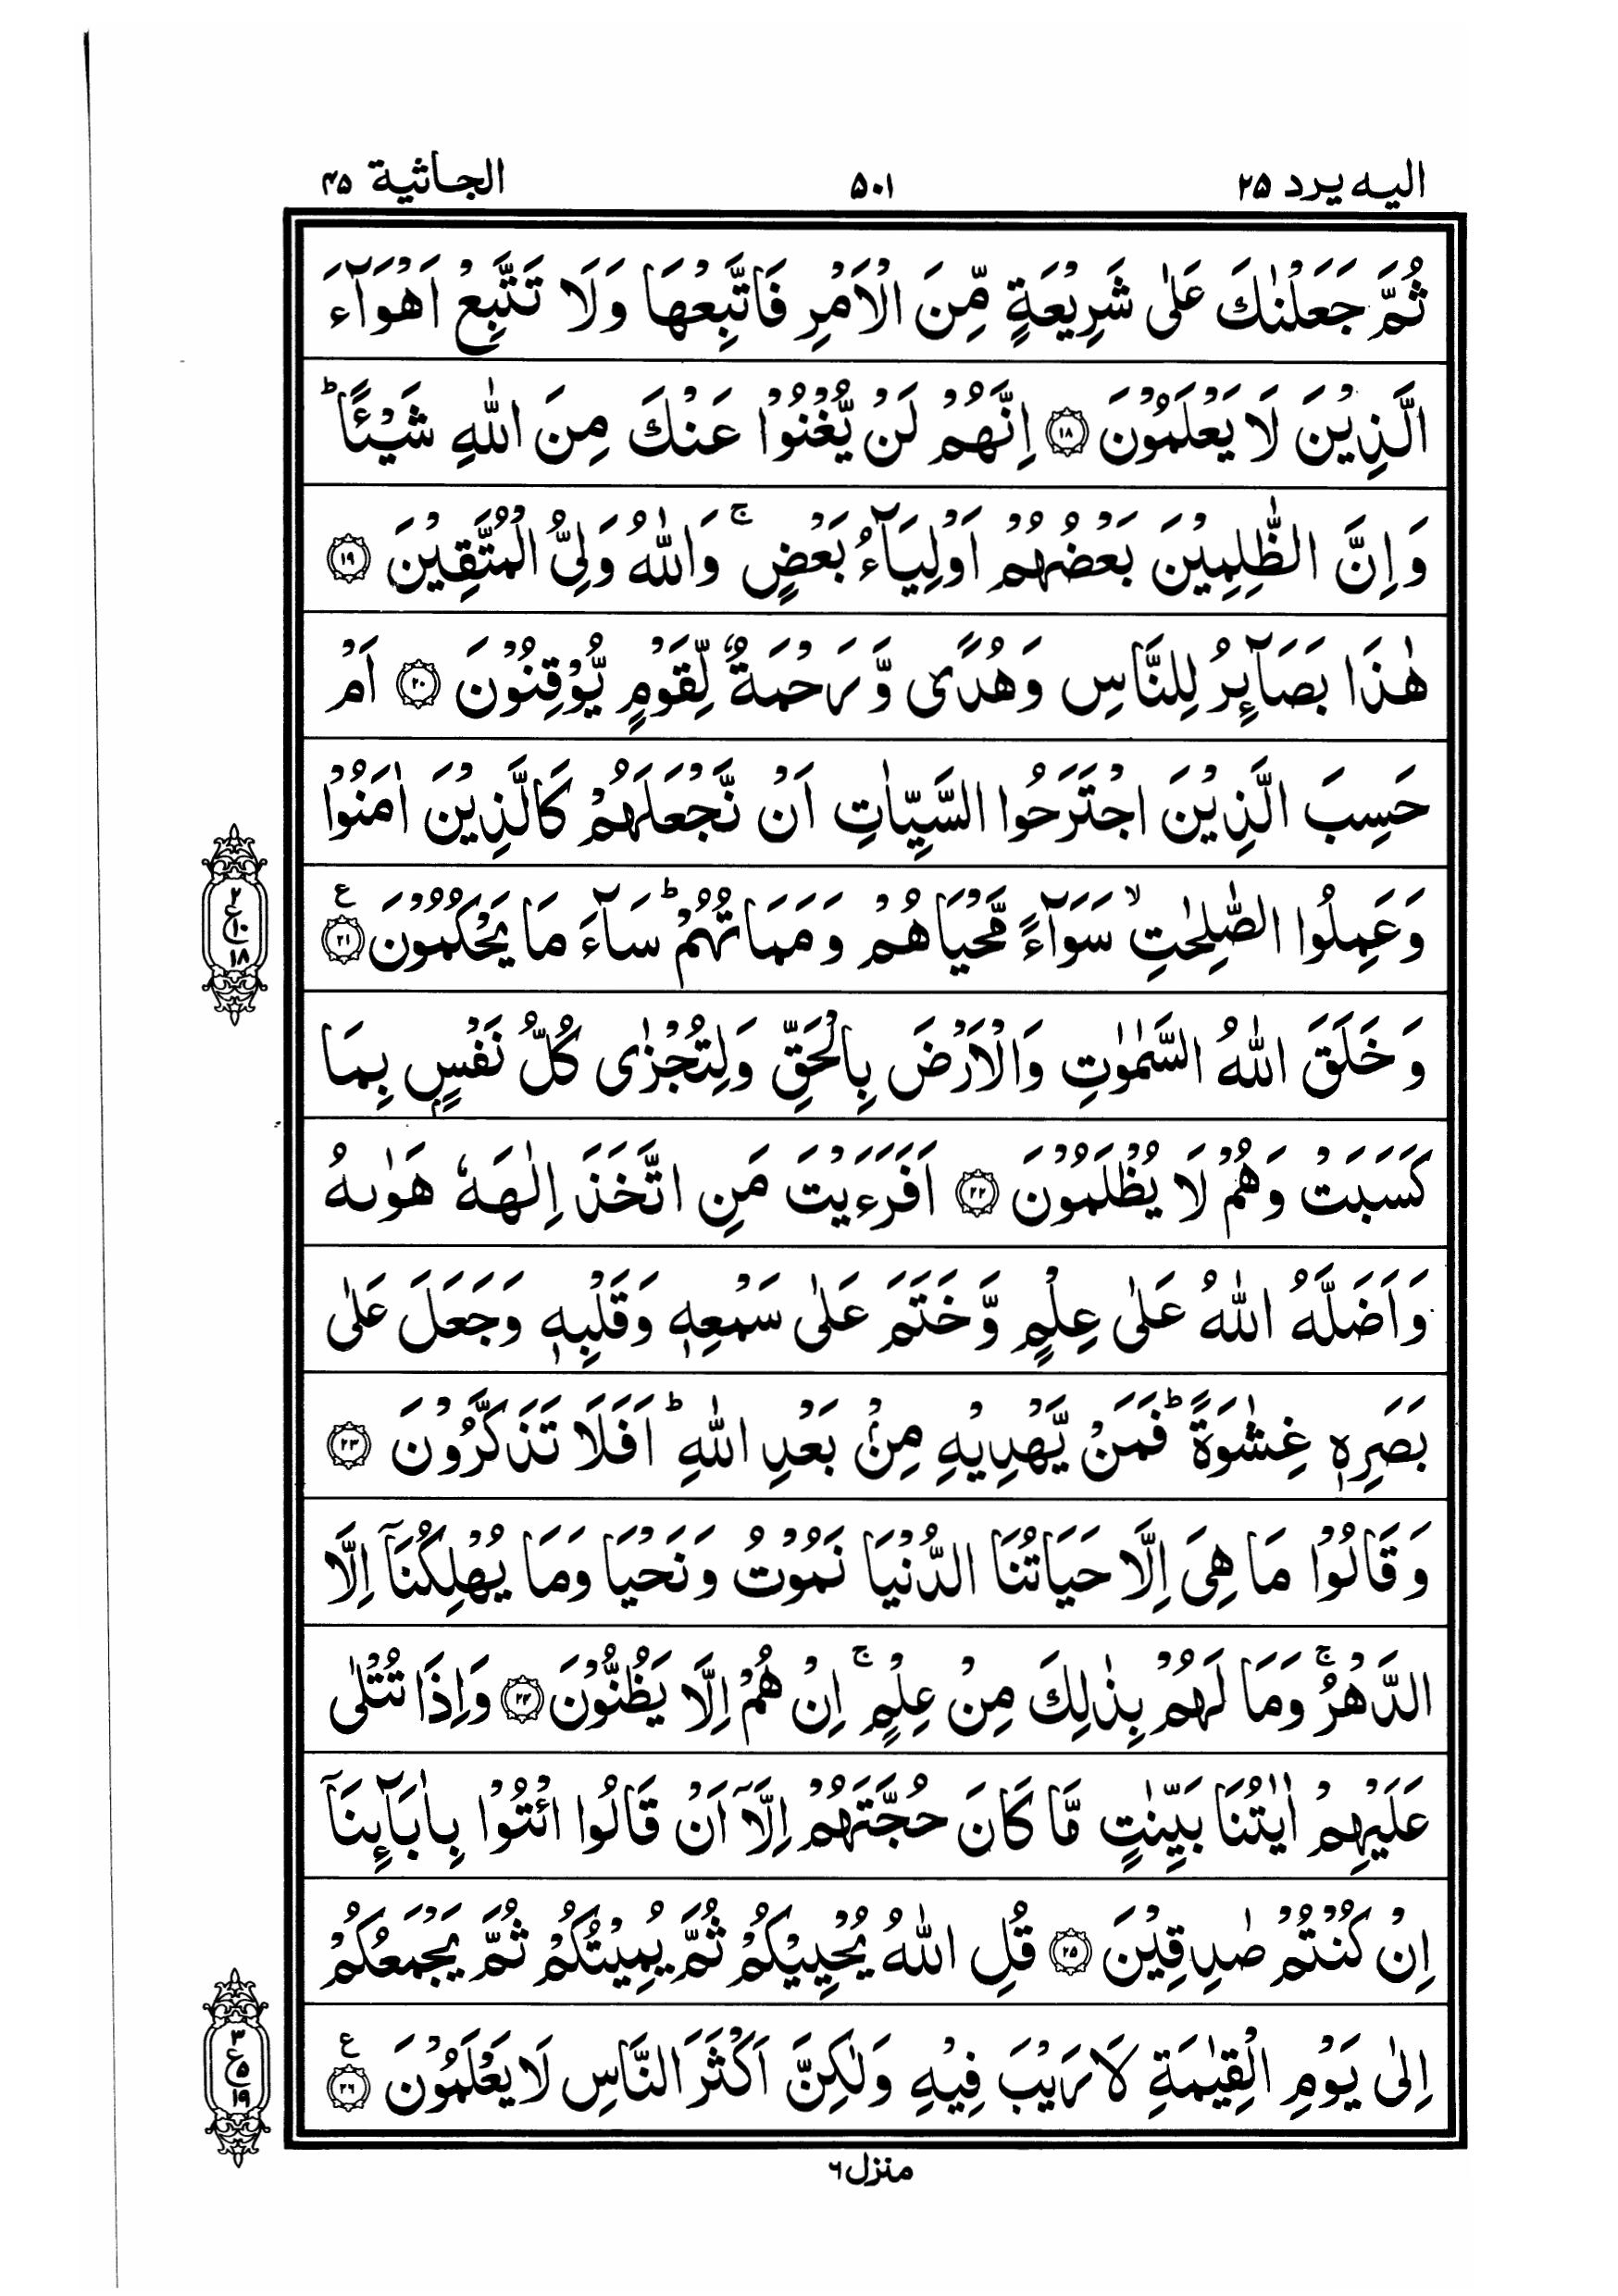 اليه يرد ۲۵
۵۰۱
الجاثية ۴۵
ثُمَّ جَعَلْنٰكَ عَلٰى شَرِيْعَةٍ مِّنَ الْاَمْرِ فَاتَّبِعْهَا وَلَا تَتَّبِعْ اَهْوَآءَ
الَّذِيْنَ لَا يَعْلَمُوْنَ ۱۸ اِنَّهُمْ لَنْ يُّغْنُوْا عَنْكَ مِنَ اللّٰهِ شَيْـًٔا ؕ
وَاِنَّ الظّٰلِمِيْنَ بَعْضُهُمْ اَوْلِيَآءُ بَعْضٍ ۚ وَاللّٰهُ وَلِيُّ الْمُتَّقِيْنَ ۱۹
هٰذَا بَصَآئِرُ لِلنَّاسِ وَهُدًى وَّرَحْمَةٌ لِّقَوْمٍ يُّوْقِنُوْنَ ۲۰ اَمْ
حَسِبَ الَّذِيْنَ اجْتَرَحُوا السَّيِّاٰتِ اَنْ نَّجْعَلَهُمْ كَالَّذِيْنَ اٰمَنُوْا
وَعَمِلُوا الصّٰلِحٰتِ ۙ سَوَآءً مَّحْيَاهُمْ وَمَمَاتُهُمْ ؕ سَآءَ مَا يَحْكُمُوْنَ ۲۱ ع
۲ ع ۱۰ ۱۸
وَخَلَقَ اللّٰهُ السَّمٰوٰتِ وَالْاَرْضَ بِالْحَقِّ وَلِتُجْزٰى كُلُّ نَفْسٍۭ بِمَا
كَسَبَتْ وَهُمْ لَا يُظْلَمُوْنَ ۲۲ اَفَرَءَيْتَ مَنِ اتَّخَذَ اِلٰهَهٗ هَوٰىهُ
وَاَضَلَّهُ اللّٰهُ عَلٰى عِلْمٍ وَّخَتَمَ عَلٰى سَمْعِهٖ وَقَلْبِهٖ وَجَعَلَ عَلٰى
بَصَرِهٖ غِشٰوَةً ؕ فَمَنْ يَّهْدِيْهِ مِنْۢ بَعْدِ اللّٰهِ ؕ اَفَلَا تَذَكَّرُوْنَ ۲۳
وَقَالُوْا مَا هِيَ اِلَّا حَيَاتُنَا الدُّنْيَا نَمُوْتُ وَنَحْيَا وَمَا يُهْلِكُنَاۤ اِلَّا
الدَّهْرُ ۚ وَمَا لَهُمْ بِذٰلِكَ مِنْ عِلْمٍ ۚ اِنْ هُمْ اِلَّا يَظُنُّوْنَ ۲۴ وَاِذَا تُتْلٰى
عَلَيْهِمْ اٰيٰتُنَا بَيِّنٰتٍ مَّا كَانَ حُجَّتَهُمْ اِلَّاۤ اَنْ قَالُوا ائْتُوْا بِاٰبَآئِنَاۤ
اِنْ كُنْتُمْ صٰدِقِيْنَ ۲۵ قُلِ اللّٰهُ يُحْيِيْكُمْ ثُمَّ يُمِيْتُكُمْ ثُمَّ يَجْمَعُكُمْ
اِلٰى يَوْمِ الْقِيٰمَةِ لَا رَيْبَ فِيْهِ وَلٰكِنَّ اَكْثَرَ النَّاسِ لَا يَعْلَمُوْنَ ۲۶ ع
۳ ع ۵ ۱۹
منزل ۶